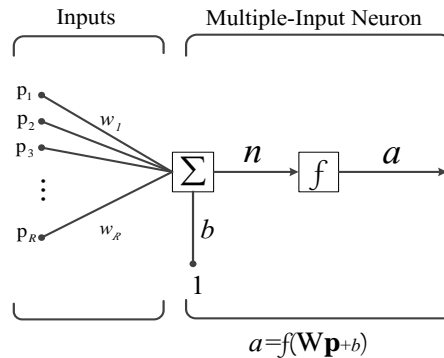 Inputs
Multiple-Input Neuron
p1
p2
p3
⋮
pR
w1
wR
Σ
n
f
a
b
1
a=f(Wp+b)